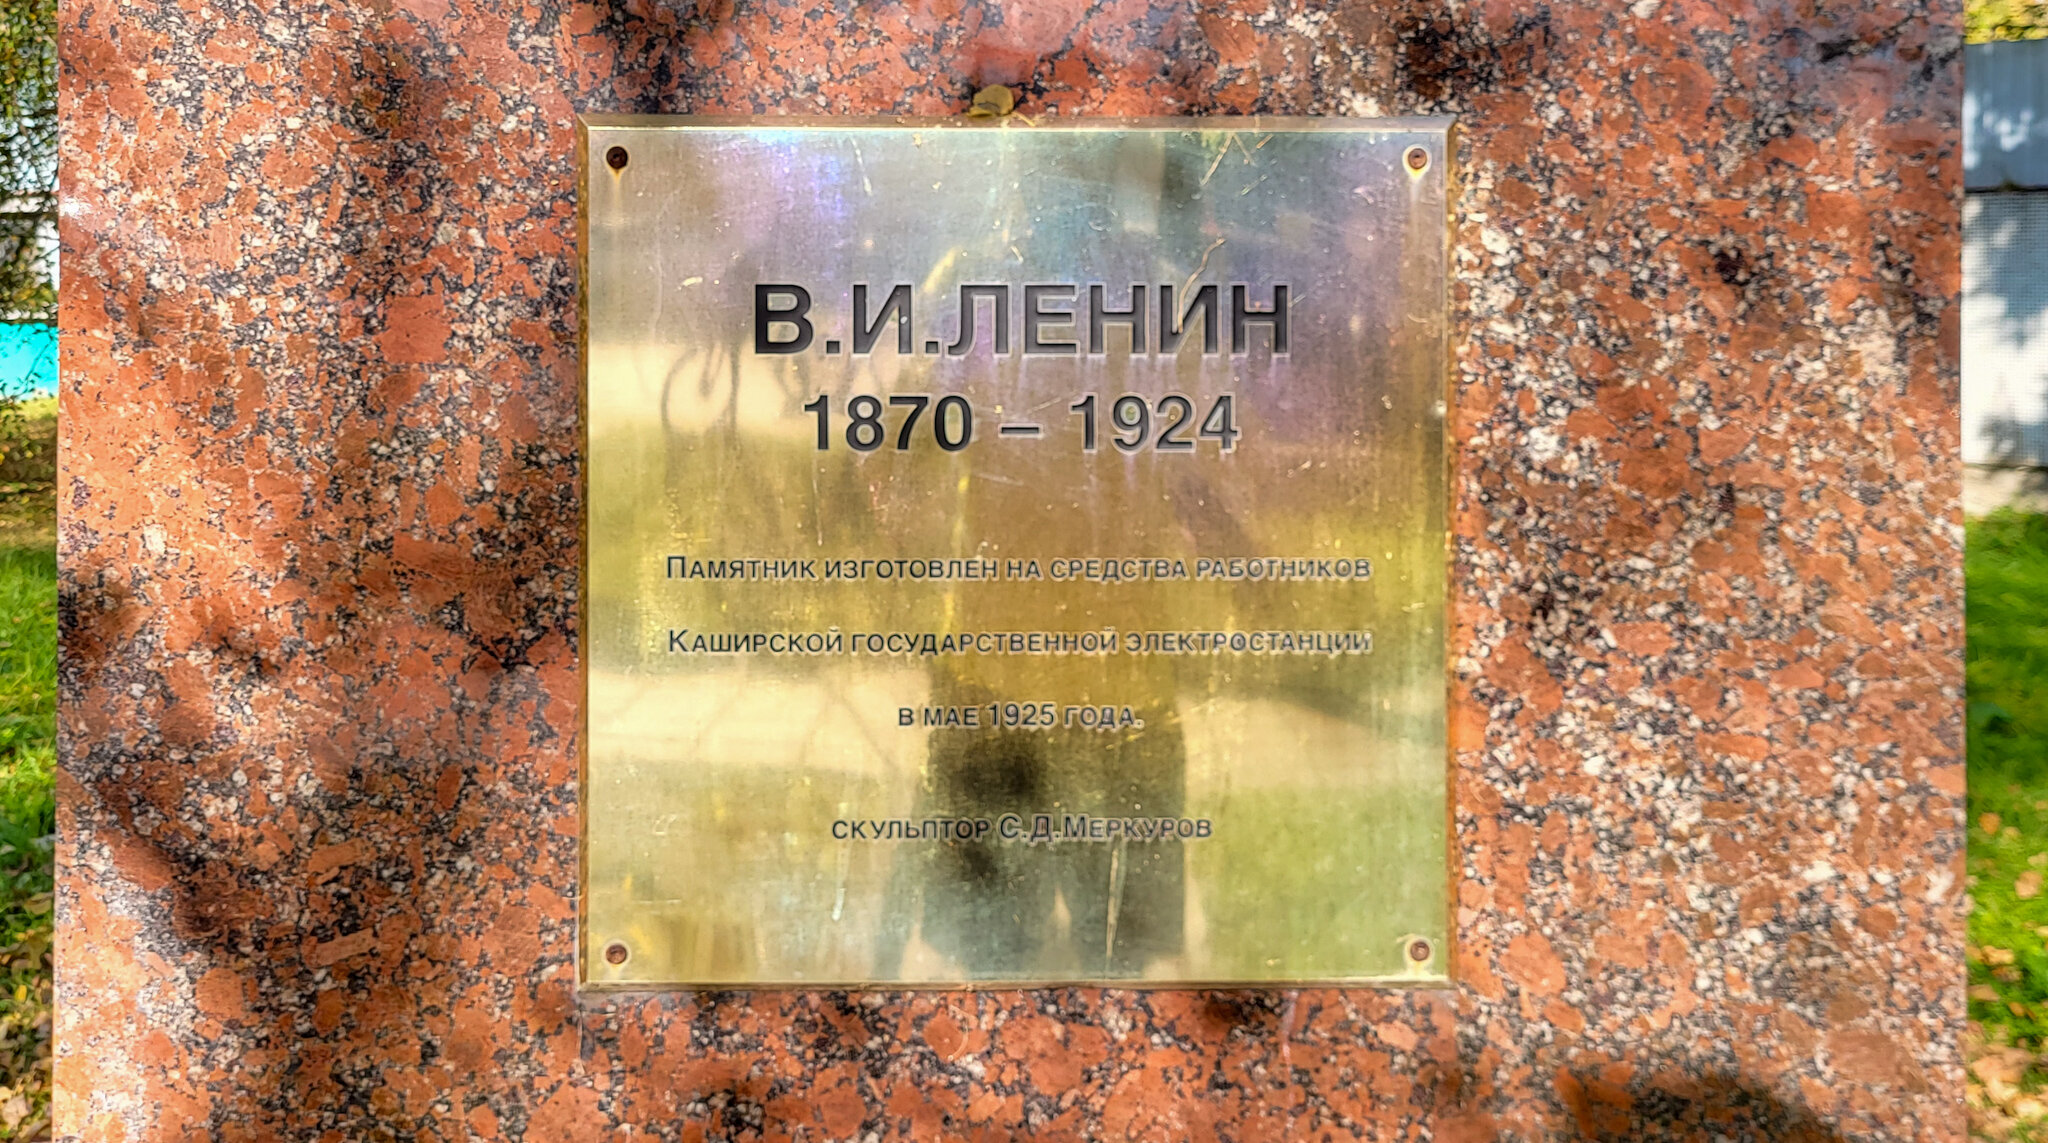 В.И.ЛЕНИН
1870 – 1924
Памятник изготовлен на средства работников
Каширской государственной электростанции
в мае 1925 года.
скульптор С.Д.Меркуров